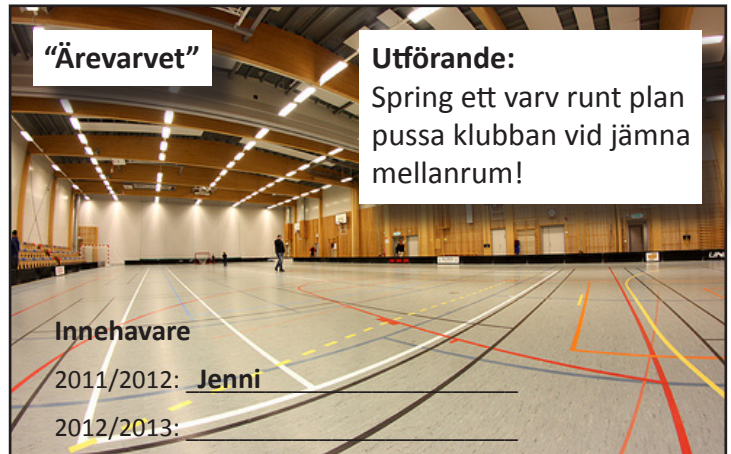 “Ärevarvet”
Utförande:
Spring ett varv runt plan
pussa klubban vid jämna
mellanrum!
Innehavare
2011/2012: Jenni
2012/2013: